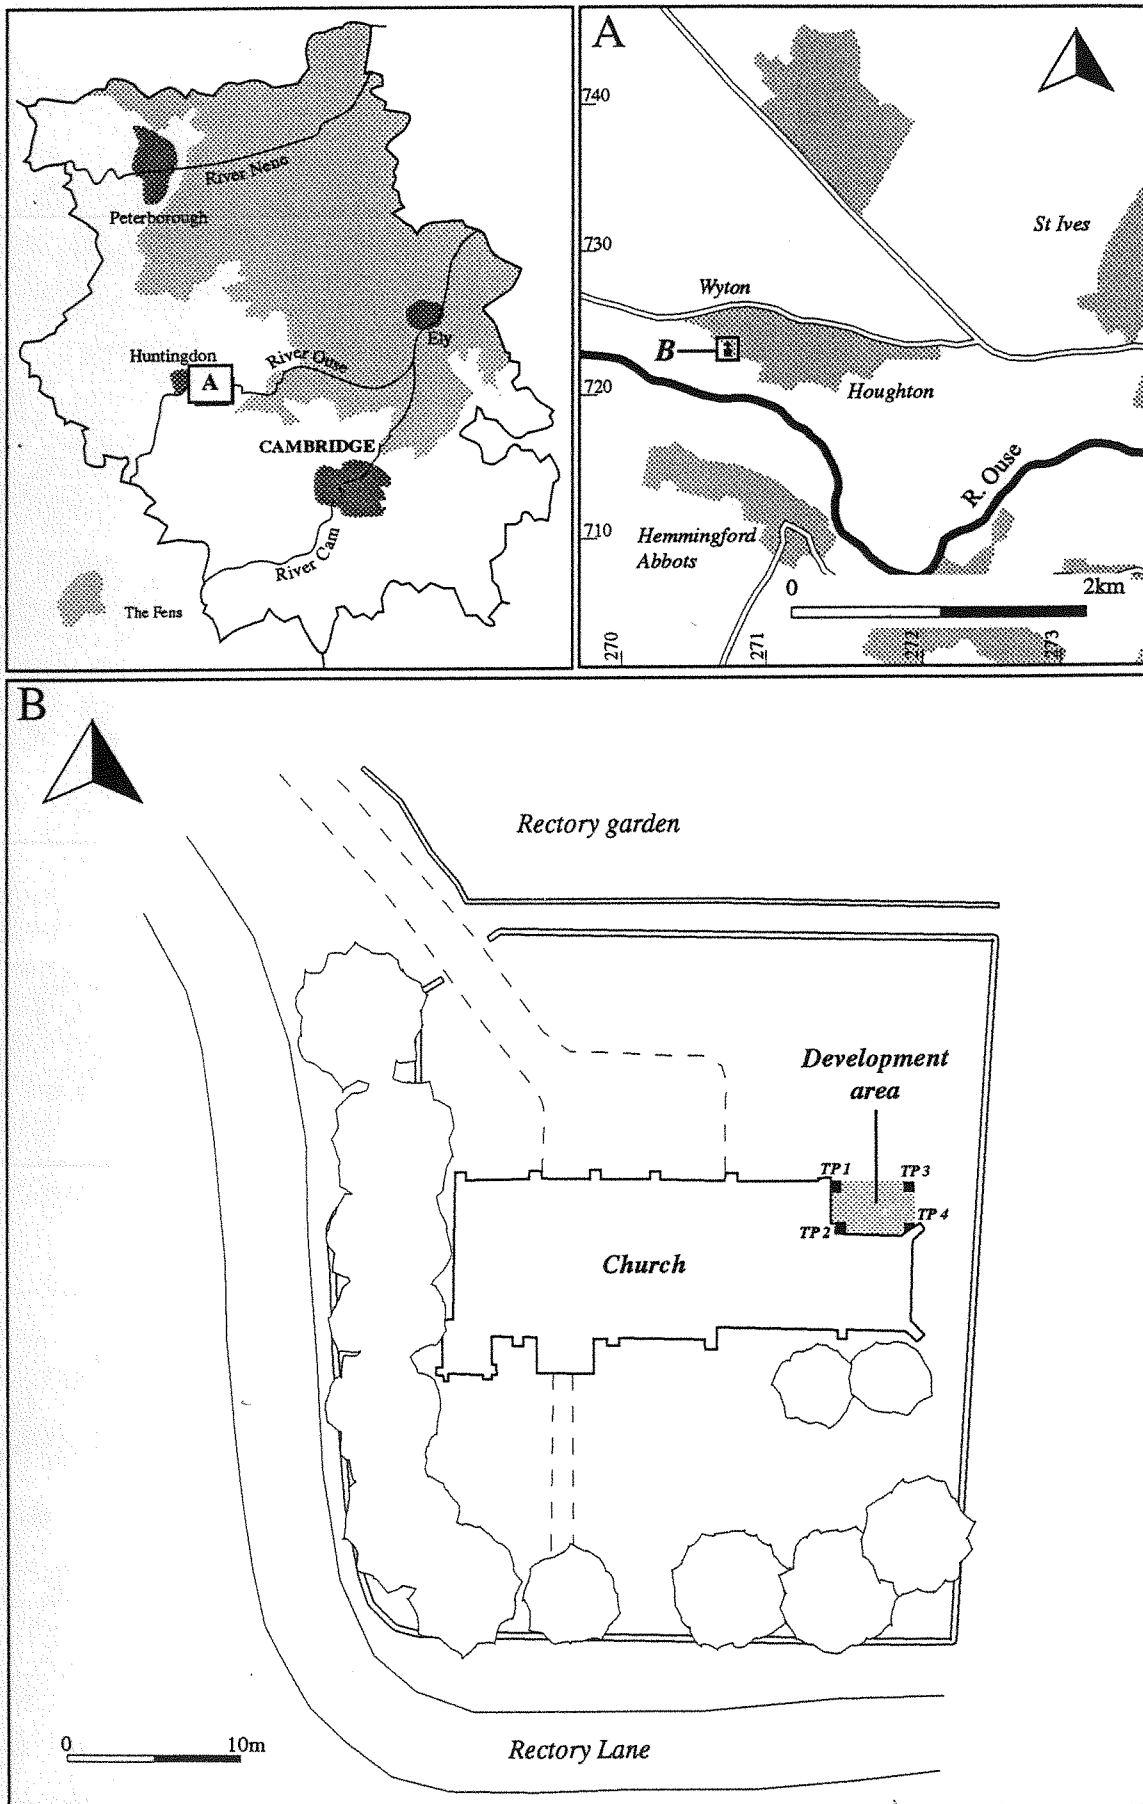 River Nene
Peterborough
Ely
Huntingdon
A
River Ouse
CAMBRIDGE
River Cam
The Fens
A
740
St Ives
730
Wyton
B
720
Houghton
R. Ouse
710
Hemmingford
Abbots
0 2km
270
271
272
273
B
Rectory garden
Development
area
TP 1
TP 3
TP 2
TP 4
Church
0 10m
Rectory Lane